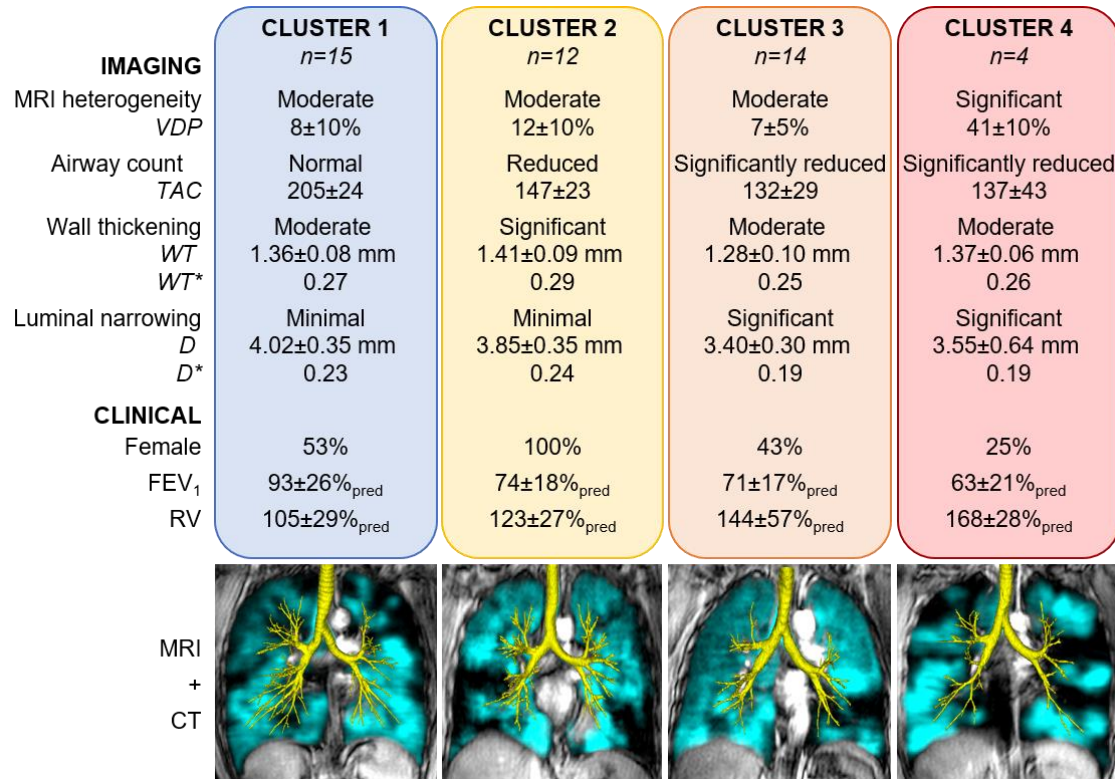 CLUSTER 1 CLUSTER 2 CLUSTER 3 CLUSTER 4
n=15 n=12 n=14 n=4
IMAGING
MRI heterogeneity Moderate Moderate Moderate Significant
VDP 8±10% 12±10% 7±5% 41±10%
Airway count Normal Reduced Significantly reduced Significantly reduced
TAC 205±24 147±23 132±29 137±43
Wall thickening Moderate Significant Moderate Moderate
WT 1.36±0.08 mm 1.41±0.09 mm 1.28±0.10 mm 1.37±0.06 mm
WT* 0.27 0.29 0.25 0.26
Luminal narrowing Minimal Minimal Significant Significant
D 4.02±0.35 mm 3.85±0.35 mm 3.40±0.30 mm 3.55±0.64 mm
D* 0.23 0.24 0.19 0.19
CLINICAL
Female 53% 100% 43% 25%
FEV₁ 93±26%pred 74±18%pred 71±17%pred 63±21%pred
RV 105±29%pred 123±27%pred 144±57%pred 168±28%pred
MRI
+
CT